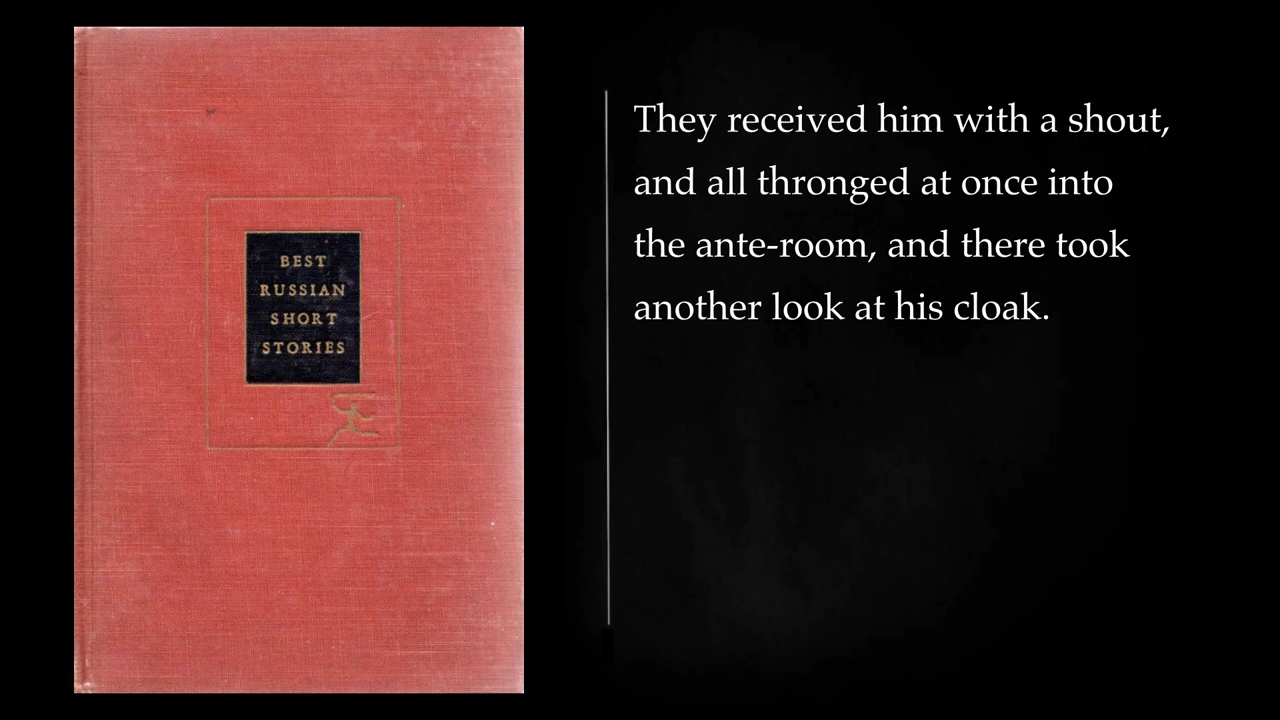 BEST
RUSSIAN
SHORT
STORIES
They received him with a shout,
and all thronged at once into
the ante-room, and there took
another look at his cloak.